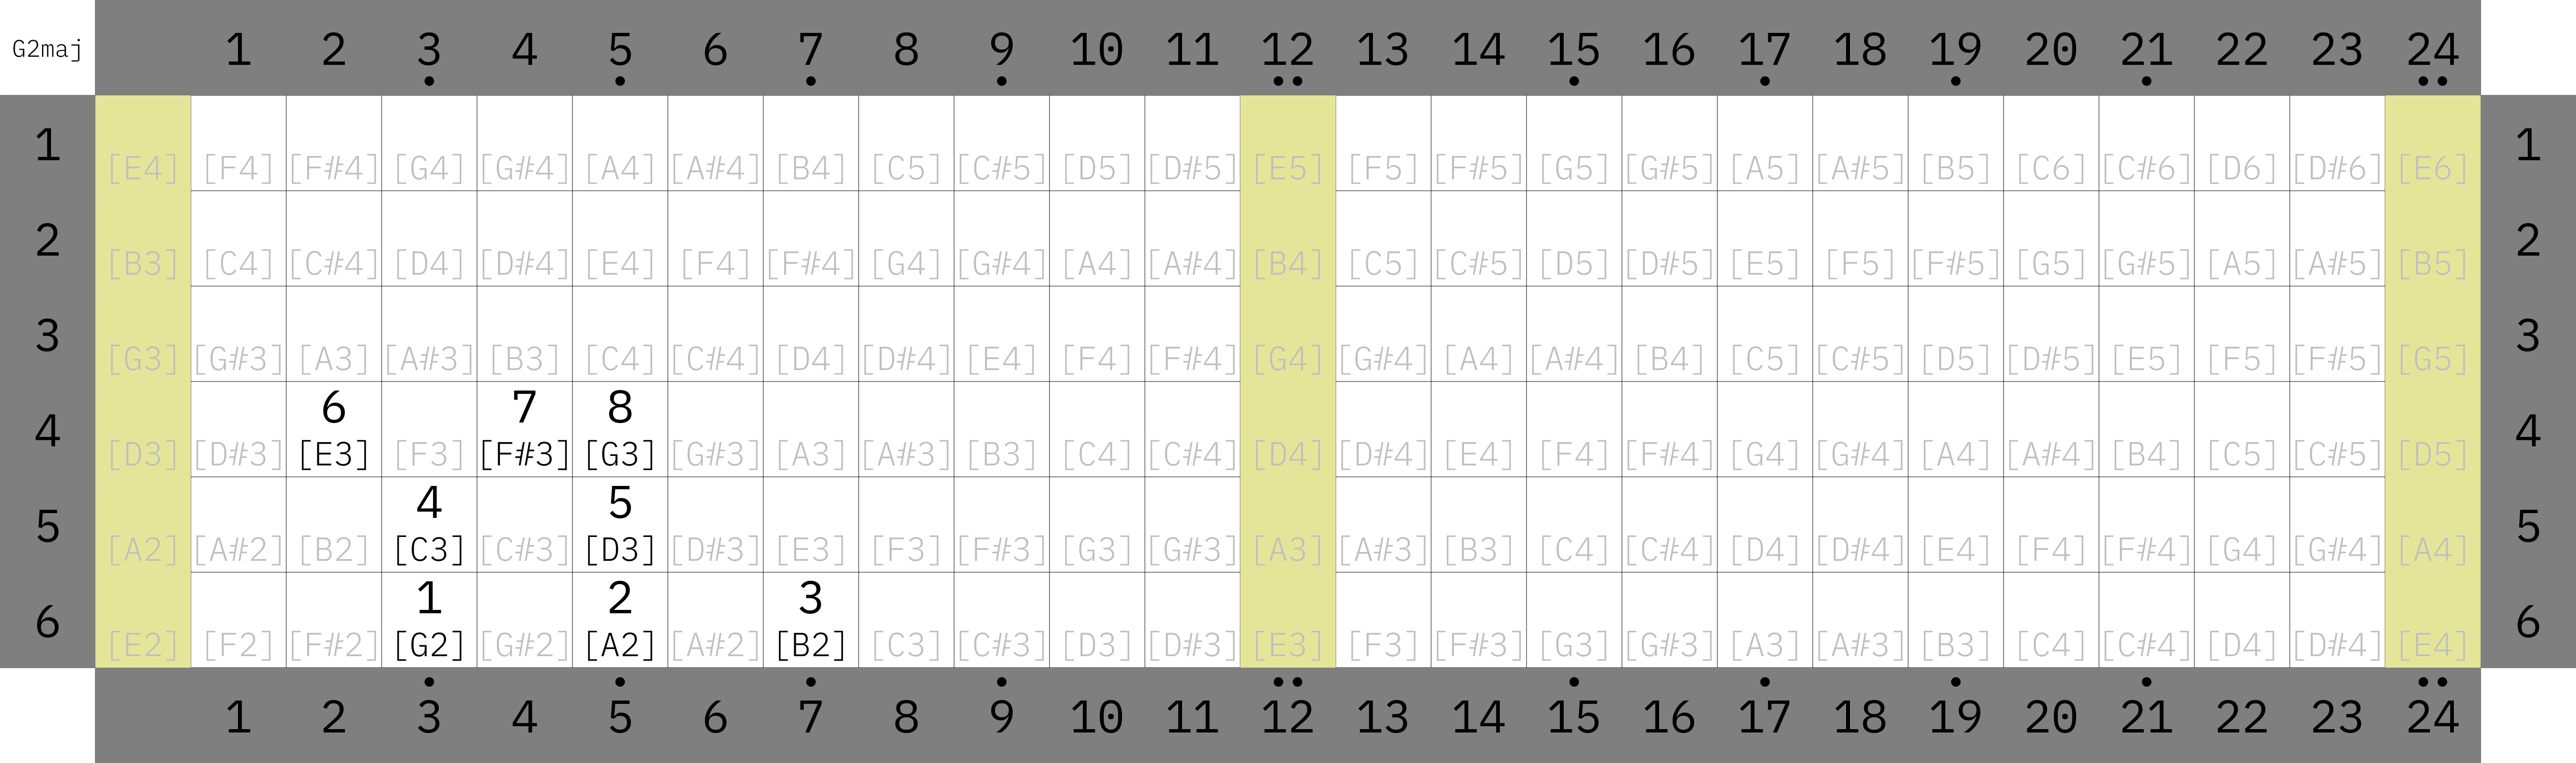 G2maj 1 2 3 4 5 6 7 8 9 10 11 12 13 14 15 16 17 18 19 20 21 22 23 24
1 [E4] [F4] [F#4] [G4] [G#4] [A4] [A#4] [B4] [C5] [C#5] [D5] [D#5] [E5] [F5] [F#5] [G5] [G#5] [A5] [A#5] [B5] [C6] [C#6] [D6] [D#6] [E6] 1
2 [B3] [C4] [C#4] [D4] [D#4] [E4] [F4] [F#4] [G4] [G#4] [A4] [A#4] [B4] [C5] [C#5] [D5] [D#5] [E5] [F5] [F#5] [G5] [G#5] [A5] [A#5] [B5] 2
3 [G3] [G#3] [A3] [A#3] [B3] [C4] [C#4] [D4] [D#4] [E4] [F4] [F#4] [G4] [G#4] [A4] [A#4] [B4] [C5] [C#5] [D5] [D#5] [E5] [F5] [F#5] [G5] 3
6 7 8
4 [D3] [D#3] [E3] [F3] [F#3] [G3] [G#3] [A3] [A#3] [B3] [C4] [C#4] [D4] [D#4] [E4] [F4] [F#4] [G4] [G#4] [A4] [A#4] [B4] [C5] [C#5] [D5] 4
4 5
5 [A2] [A#2] [B2] [C3] [C#3] [D3] [D#3] [E3] [F3] [F#3] [G3] [G#3] [A3] [A#3] [B3] [C4] [C#4] [D4] [D#4] [E4] [F4] [F#4] [G4] [G#4] [A4] 5
1 2 3
6 [E2] [F2] [F#2] [G2] [G#2] [A2] [A#2] [B2] [C3] [C#3] [D3] [D#3] [E3] [F3] [F#3] [G3] [G#3] [A3] [A#3] [B3] [C4] [C#4] [D4] [D#4] [E4] 6
1 2 3 4 5 6 7 8 9 10 11 12 13 14 15 16 17 18 19 20 21 22 23 24